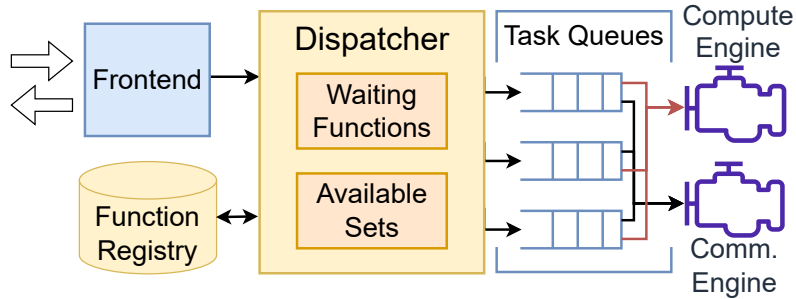 Frontend
Function
Registry
Dispatcher
Waiting
Functions
Available
Sets
Task Queues
Compute
Engine
Comm.
Engine